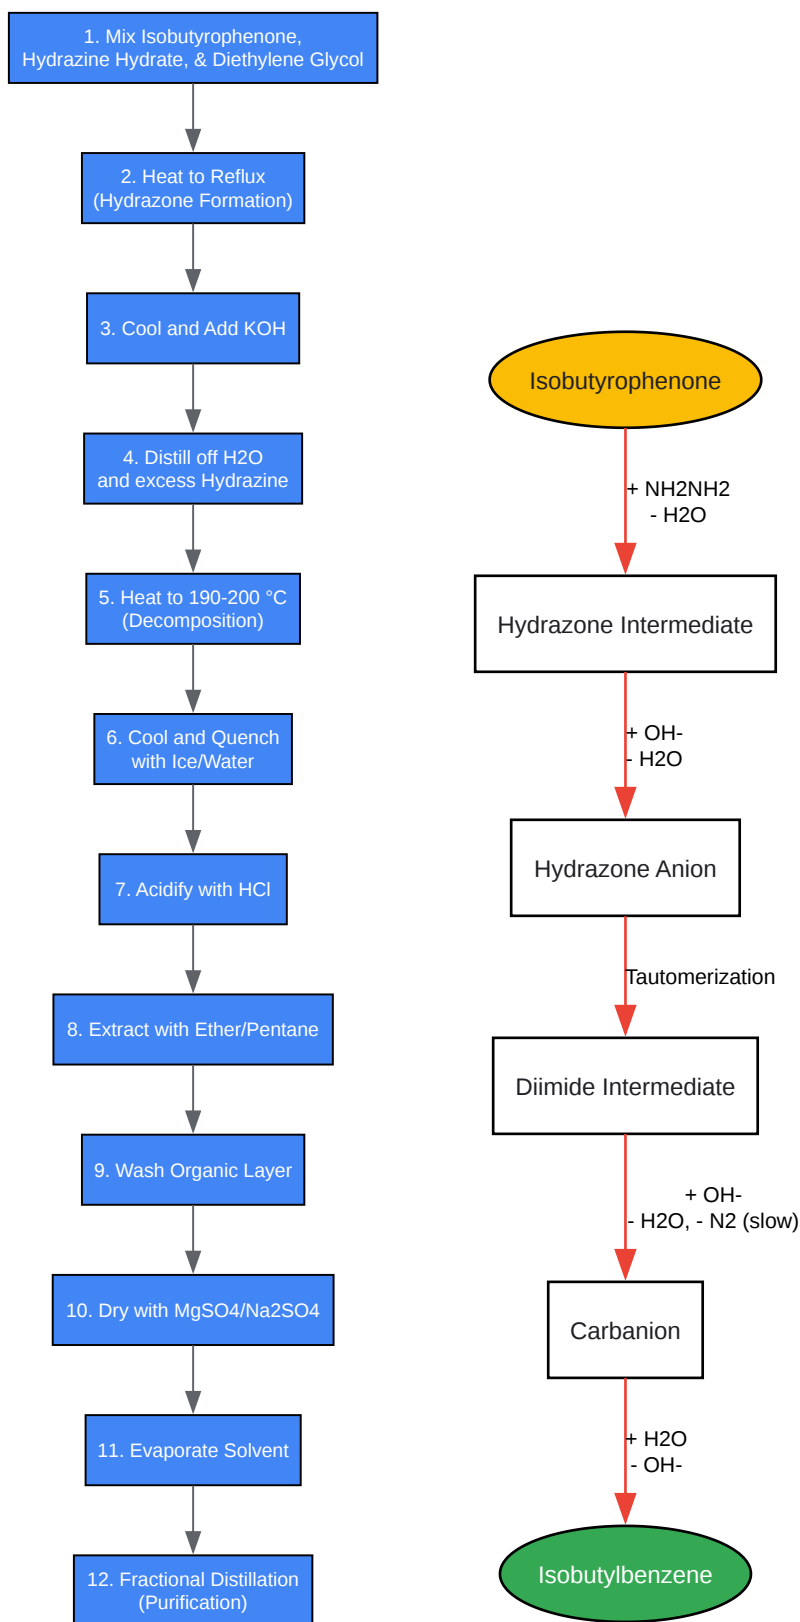 1. Mix Isobutyrophenone,
Hydrazine Hydrate, & Diethylene Glycol
2. Heat to Reflux
(Hydrazone Formation)
3. Cool and Add KOH
4. Distill off H2O
and excess Hydrazine
5. Heat to 190-200 °C
(Decomposition)
6. Cool and Quench
with Ice/Water
7. Acidify with HCl
8. Extract with Ether/Pentane
9. Wash Organic Layer
10. Dry with MgSO4/Na2SO4
11. Evaporate Solvent
12. Fractional Distillation
(Purification)
Isobutyrophenone
+ NH2NH2
- H2O
Hydrazone Intermediate
+ OH-
- H2O
Hydrazone Anion
Tautomerization
Diimide Intermediate
+ OH-
- H2O, - N2 (slow)
Carbanion
+ H2O
- OH-
Isobutylbenzene